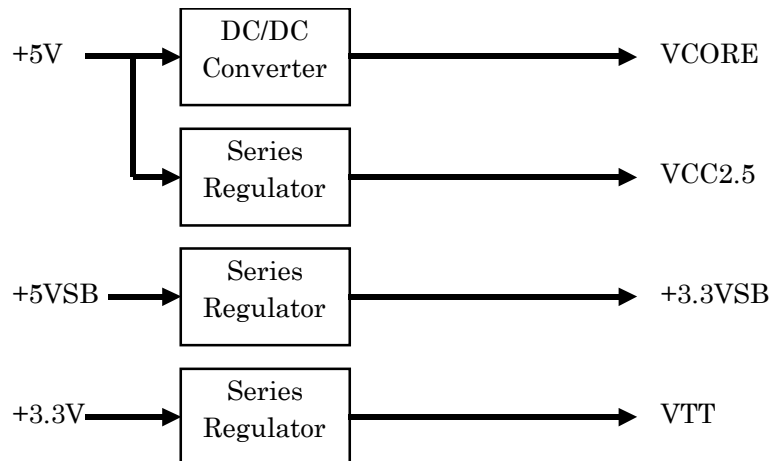 +5V
DC/DC
Converter
VCORE
Series
Regulator
VCC2.5
+5VSB
Series
Regulator
+3.3VSB
+3.3V
Series
Regulator
VTT